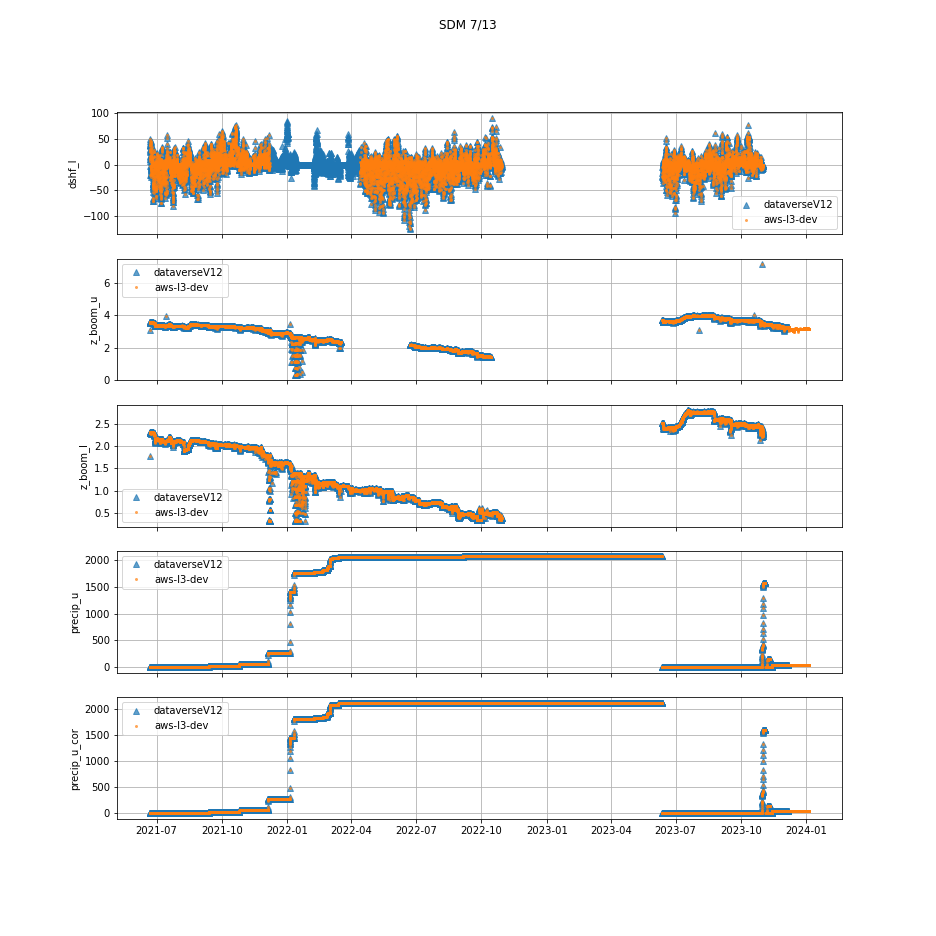 SDM 7/13
100
50
0
−50
−100
dshf_l
dataverseV12
aws-l3-dev
6
4
2
0
z_boom_u
dataverseV12
aws-l3-dev
2.5
2.0
1.5
1.0
0.5
z_boom_l
dataverseV12
aws-l3-dev
2000
1500
1000
500
0
precip_u
dataverseV12
aws-l3-dev
2000
1500
1000
500
0
precip_u_cor
dataverseV12
aws-l3-dev
2021-07 2021-10 2022-01 2022-04 2022-07 2022-10 2023-01 2023-04 2023-07 2023-10 2024-01